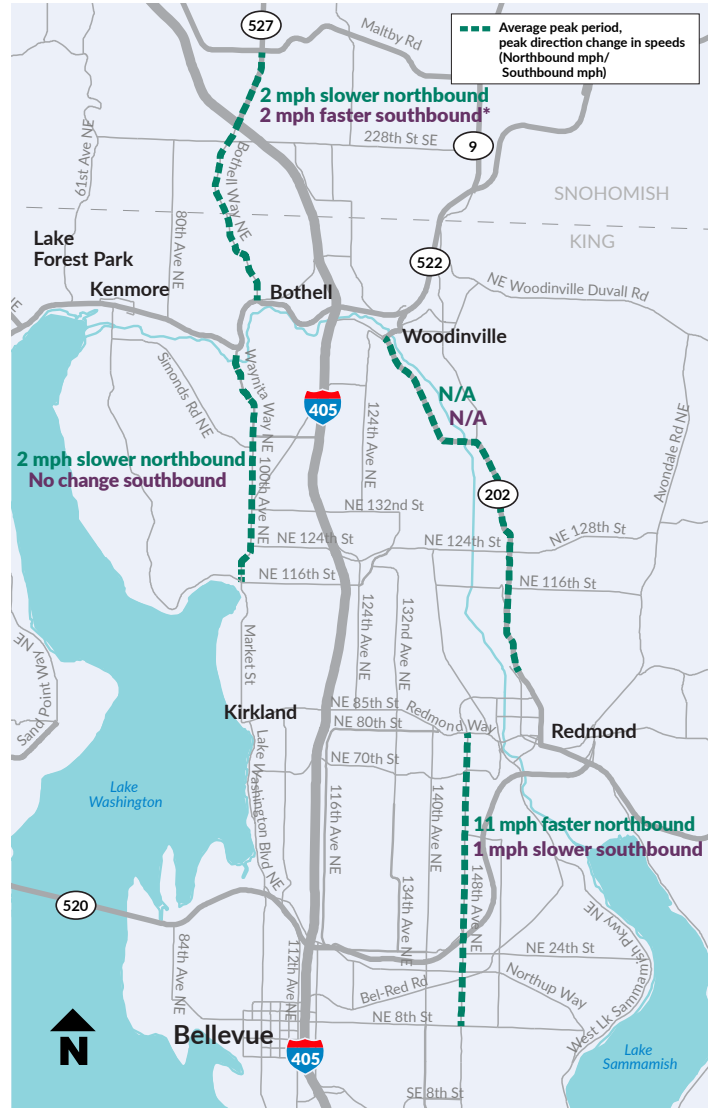 527
Maltby Rd
Average peak period,
peak direction change in speeds
(Northbound mph/
Southbound mph)
2 mph slower northbound
2 mph faster southbound*
228th St SE
9
61st Ave NE
Bothell Way NE
80th Ave NE
SNOHOMISH
KING
Lake
Forest Park
522
Kenmore
Bothell
NE Woodinville Duvall Rd
Woodinville
Simonds Rd NE
Waynita Way NE
405
124th Ave NE
N/A
N/A
Avondale Rd NE
2 mph slower northbound
No change southbound
100th Ave NE
202
NE 132nd St
NE 124th St
NE 124th St
NE 128th St
NE 116th St
NE 116th St
Market St
124th Ave NE
132nd Ave NE
Sand Point Way NE
Kirkland
NE 85th St
Redmond Way
NE 80th St
Redmond
Lake Washington Blvd NE
NE 70th St
Lake
Washington
116th Ave NE
140th Ave NE
11 mph faster northbound
1 mph slower southbound
148th Ave NE
134th Ave NE
520
84th Ave NE
112th Ave NE
NE 24th St
West Lk Sammamish Pkwy NE
Bel-Red Rd
Northup Way
NE 8th St
Bellevue
N
405
Lake
Sammamish
SE 8th St